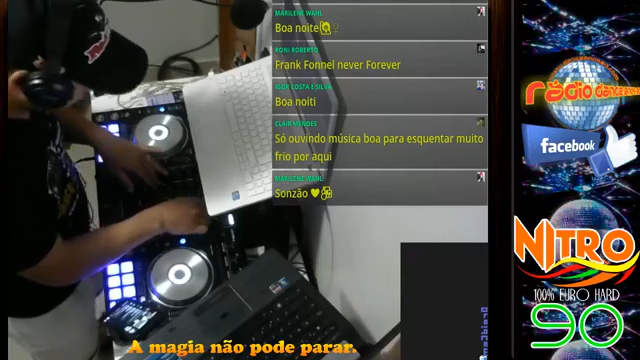 MARILENE WAHL
Boa noite
RONI ROBERTO
Frank Fonnel never Forever
IGOR COSTA E SILVA
Boa noiti
CLAIR MENDES
Só ouvindo música boa para esquentar muito
frio por aqui
MARILENE WAHL
Sonzão
A magia não pode parar.
facebook
NITRO
100% EURO HARD
90